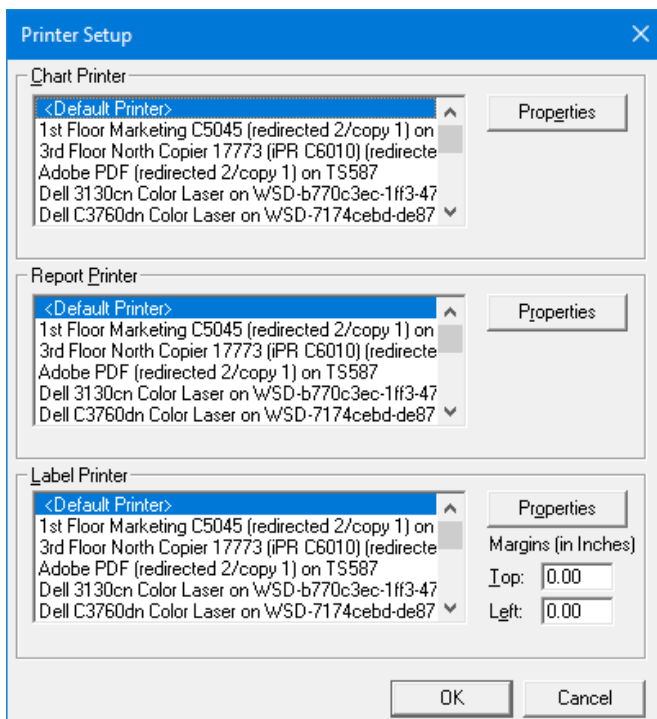 Printer Setup
Chart Printer
<Default Printer>
1st Floor Marketing C5045 (redirected 2/copy 1) on
3rd Floor North Copier 17773 (iPR C6010) (redirecte
Adobe PDF (redirected 2/copy 1) on TS587
Dell 3130cn Color Laser on WSD-b770c3ec-1ff3-47
Dell C3760dn Color Laser on WSD-7174cebd-de87
Properties
Report Printer
<Default Printer>
1st Floor Marketing C5045 (redirected 2/copy 1) on
3rd Floor North Copier 17773 (iPR C6010) (redirecte
Adobe PDF (redirected 2/copy 1) on TS587
Dell 3130cn Color Laser on WSD-b770c3ec-1ff3-47
Dell C3760dn Color Laser on WSD-7174cebd-de87
Properties
Label Printer
<Default Printer>
1st Floor Marketing C5045 (redirected 2/copy 1) on
3rd Floor North Copier 17773 (iPR C6010) (redirecte
Adobe PDF (redirected 2/copy 1) on TS587
Dell 3130cn Color Laser on WSD-b770c3ec-1ff3-47
Dell C3760dn Color Laser on WSD-7174cebd-de87
Properties
Margins (in Inches)
Top: 0.00
Left: 0.00
OK Cancel